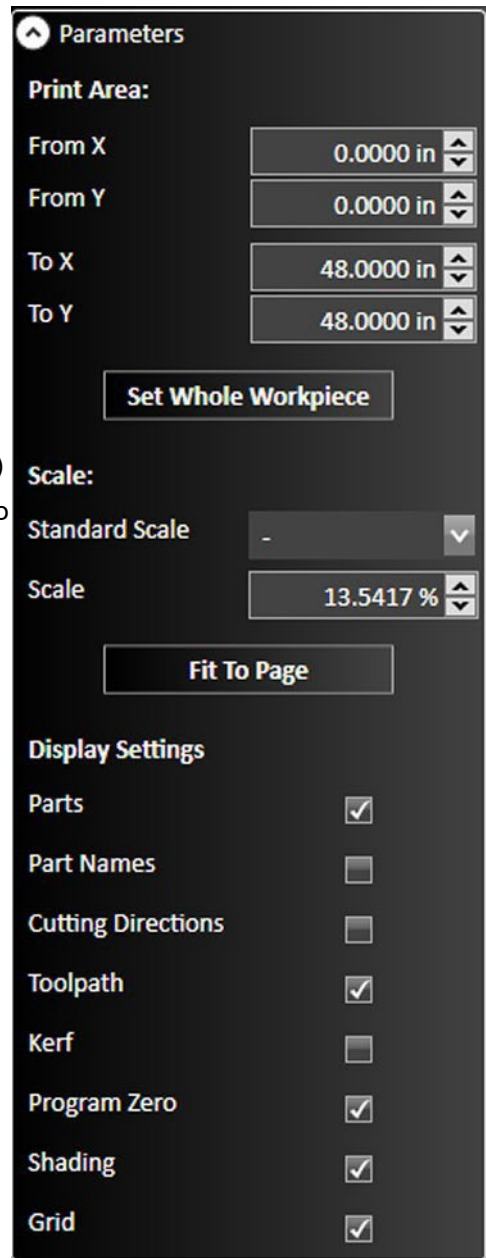 Parameters
Print Area:
From X 0.0000 in
From Y 0.0000 in
To X 48.0000 in
To Y 48.0000 in
Set Whole Workpiece
)
Scale:
o
Standard Scale -
Scale 13.5417 %
Fit To Page
Display Settings
Parts
Part Names
Cutting Directions
Toolpath
Kerf
Program Zero
Shading
Grid